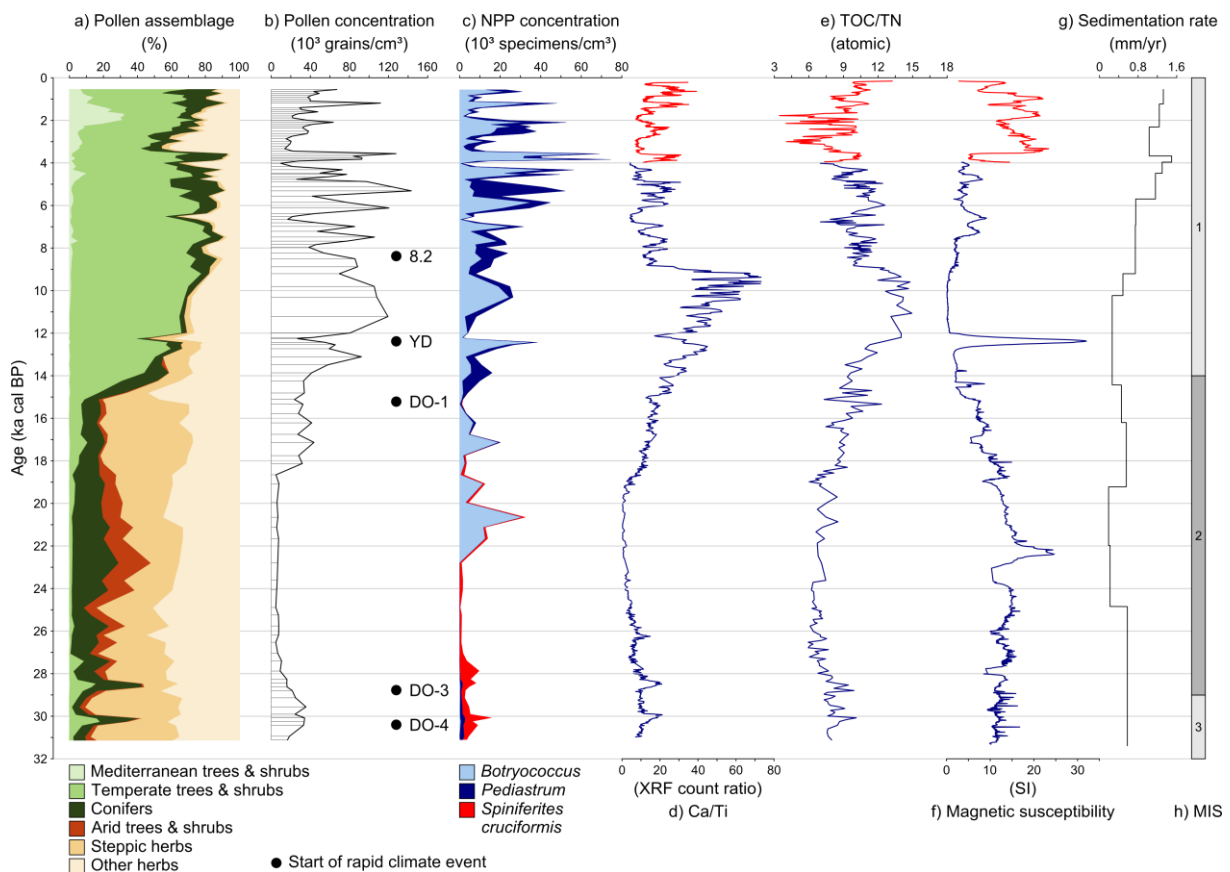 a) Pollen assemblage
(%)
b) Pollen concentration
(10³ grains/cm³)
c) NPP concentration
(10³ specimens/cm³)
e) TOC/TN
(atomic)
g) Sedimentation rate
(mm/yr)
0 20 40 60 80 100
0 40 80 120 160
0 20 40 60 80
3 6 9 12 15 18
0 0.8 1.6
Age (ka cal BP)
0
2
4
6
8
10
12
14
16
18
20
22
24
26
28
30
32
8.2
YD
DO-1
DO-3
DO-4
1
2
3
0 20 40 60 80
(XRF count ratio)
d) Ca/Ti
0 10 20 30
(SI)
f) Magnetic susceptibility
h) MIS
Mediterranean trees & shrubs
Temperate trees & shrubs
Conifers
Arid trees & shrubs
Steppic herbs
Other herbs
Start of rapid climate event
Botryococcus
Pediastrum
Spiniferites
cruciformis